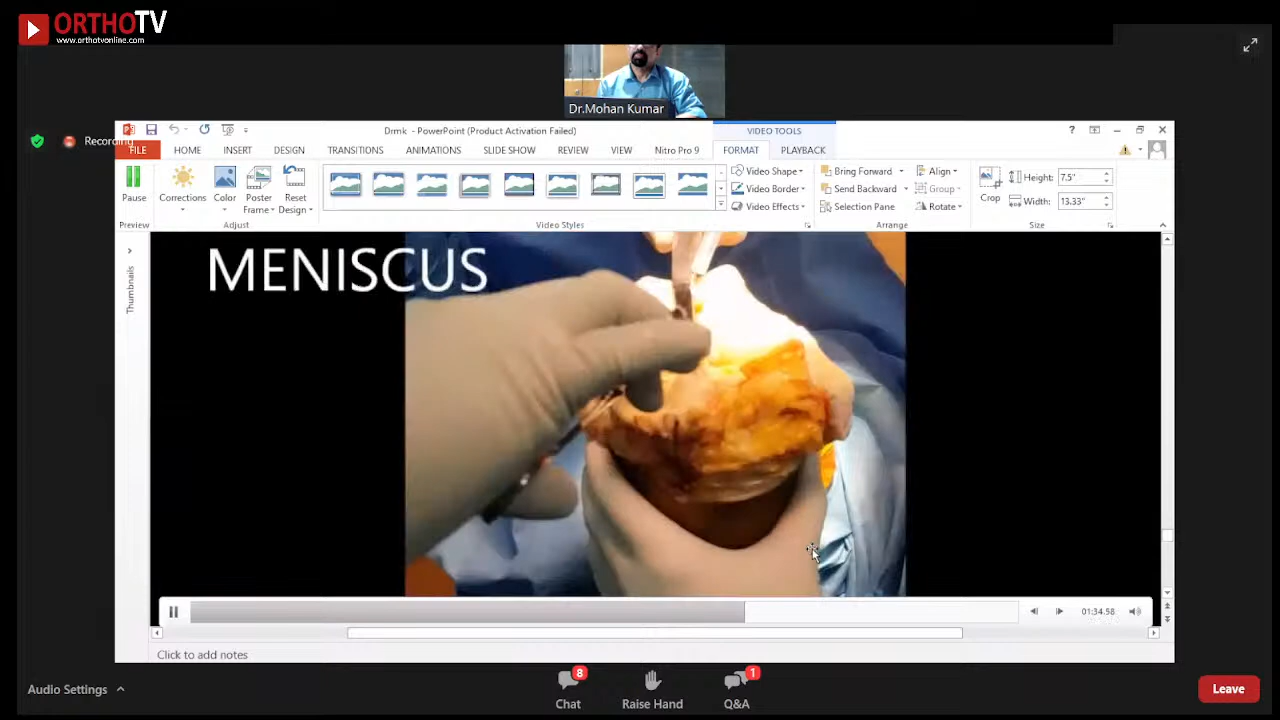 ORTHOTV
www.orthotvonline.com
Dr.Mohan Kumar
Recording
Drmk - PowerPoint (Product Activation Failed)
VIDEO TOOLS
FILE
HOME
INSERT
DESIGN
TRANSITIONS
ANIMATIONS
SLIDE SHOW
REVIEW
VIEW
Nitro Pro 9
FORMAT
PLAYBACK
Pause
Corrections
Color
Poster
Frame
Reset
Design
Video Shape
Video Border
Video Effects
Bring Forward
Send Backward
Selection Pane
Align
Group
Rotate
Crop
Height: 7.5"
Width: 13.33"
Preview
Adjust
Video Styles
Arrange
Size
Thumbnails
MENISCUS
01:34.58
Click to add notes
Audio Settings
8
Chat
Raise Hand
1
Q&A
Leave